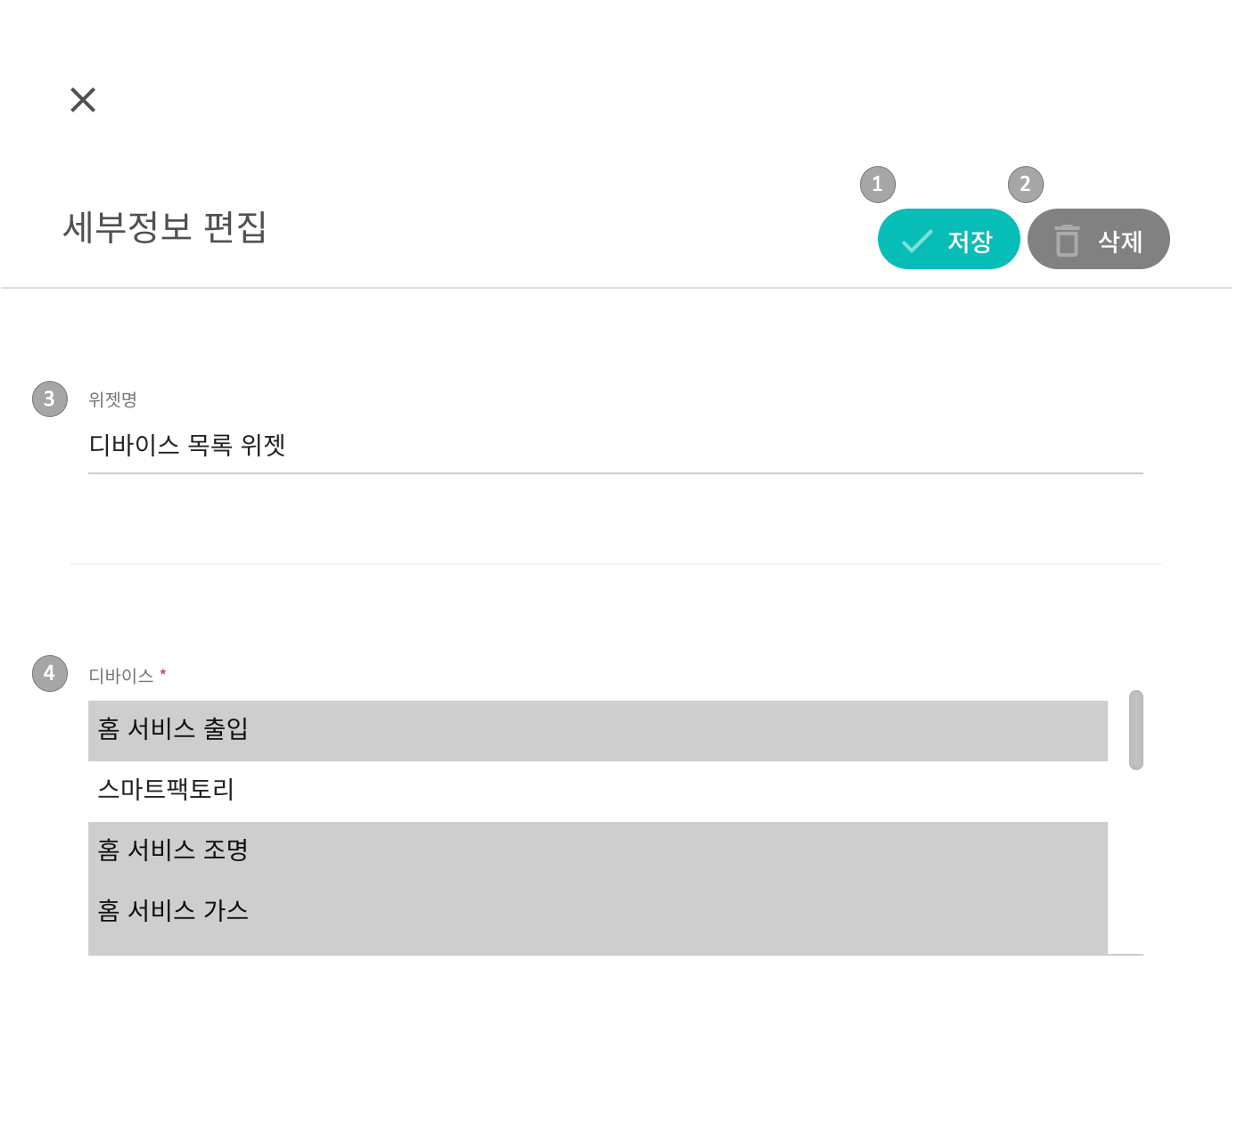 1 2
세부정보 편집 저장 삭제
3 위젯명
디바이스 목록 위젯
4 디바이스 *
홈 서비스 출입
스마트팩토리
홈 서비스 조명
홈 서비스 가스